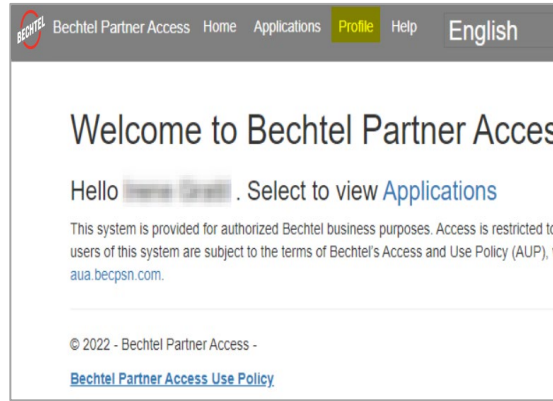 BECHTEL Bechtel Partner Access Home Applications Profile Help English
Welcome to Bechtel Partner Acces
Hello . Select to view Applications
This system is provided for authorized Bechtel business purposes. Access is restricted to
users of this system are subject to the terms of Bechtel's Access and Use Policy (AUP),
aua.becpsn.com.
© 2022 - Bechtel Partner Access -
Bechtel Partner Access Use Policy